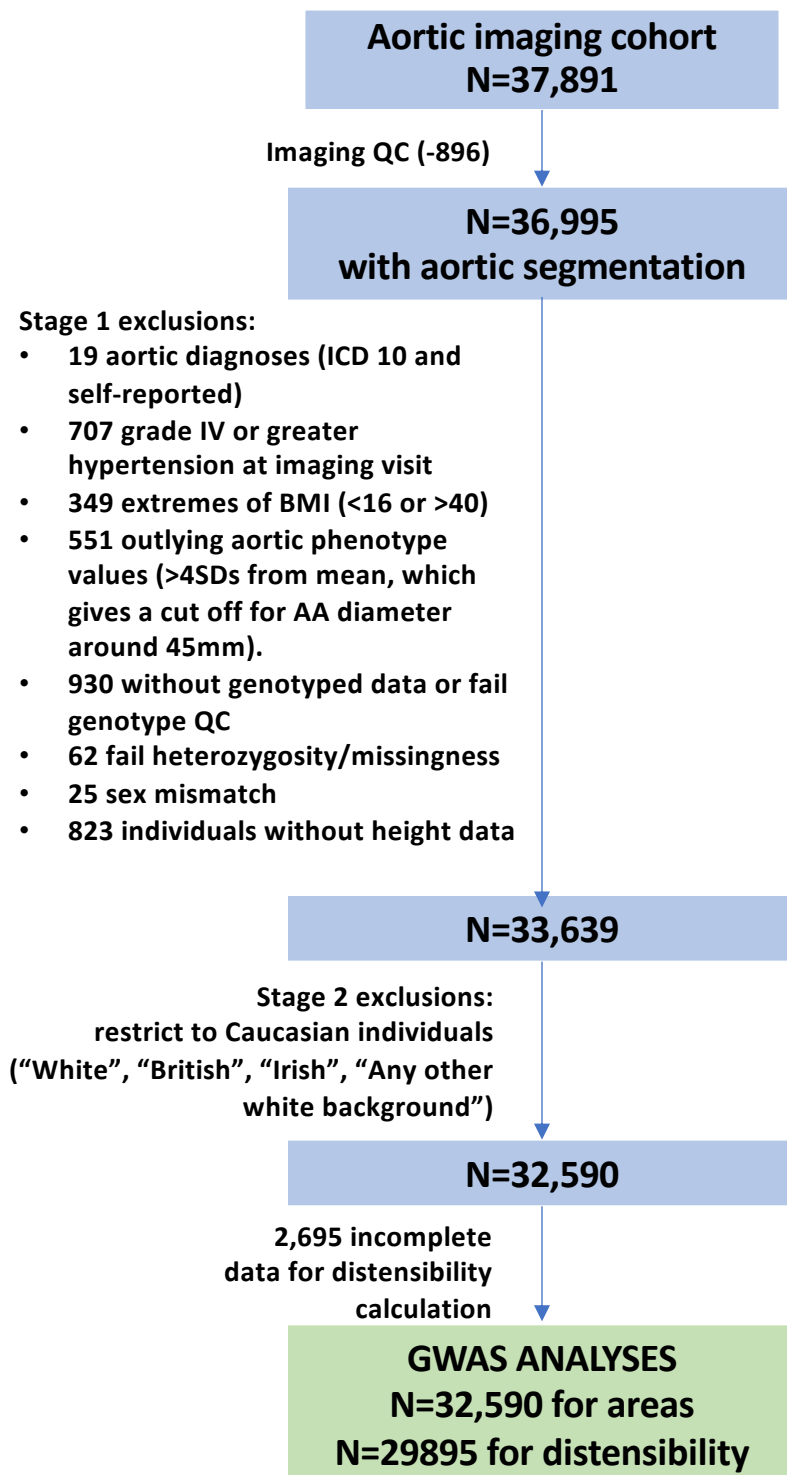 Aortic imaging cohort
N=37,891
Imaging QC (-896)
N=36,995
with aortic segmentation
Stage 1 exclusions:
• 19 aortic diagnoses (ICD 10 and
self-reported)
• 707 grade IV or greater
hypertension at imaging visit
• 349 extremes of BMI (<16 or >40)
• 551 outlying aortic phenotype
values (>4SDs from mean, which
gives a cut off for AA diameter
around 45mm).
• 930 without genotyped data or fail
genotype QC
• 62 fail heterozygosity/missingness
• 25 sex mismatch
• 823 individuals without height data
N=33,639
Stage 2 exclusions:
restrict to Caucasian individuals
(“White”, “British”, “Irish”, “Any other
white background”)
N=32,590
2,695 incomplete
data for distensibility
calculation
GWAS ANALYSES
N=32,590 for areas
N=29895 for distensibility